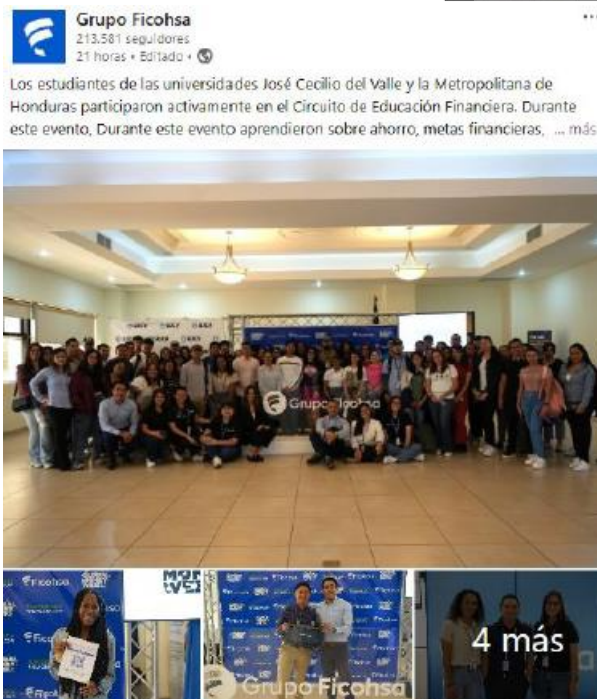 Grupo Ficohsa
213.581 seguidores
21 horas • Editado •
Los estudiantes de las universidades José Cecilio del Valle y la Metropolitana de
Honduras participaron activamente en el Circuito de Educación Financiera. Durante
este evento, Durante este evento aprendieron sobre ahorro, metas financieras, ... más
Grupo Ficohsa
Ficohsa
Grupo Ficohsa
4 más